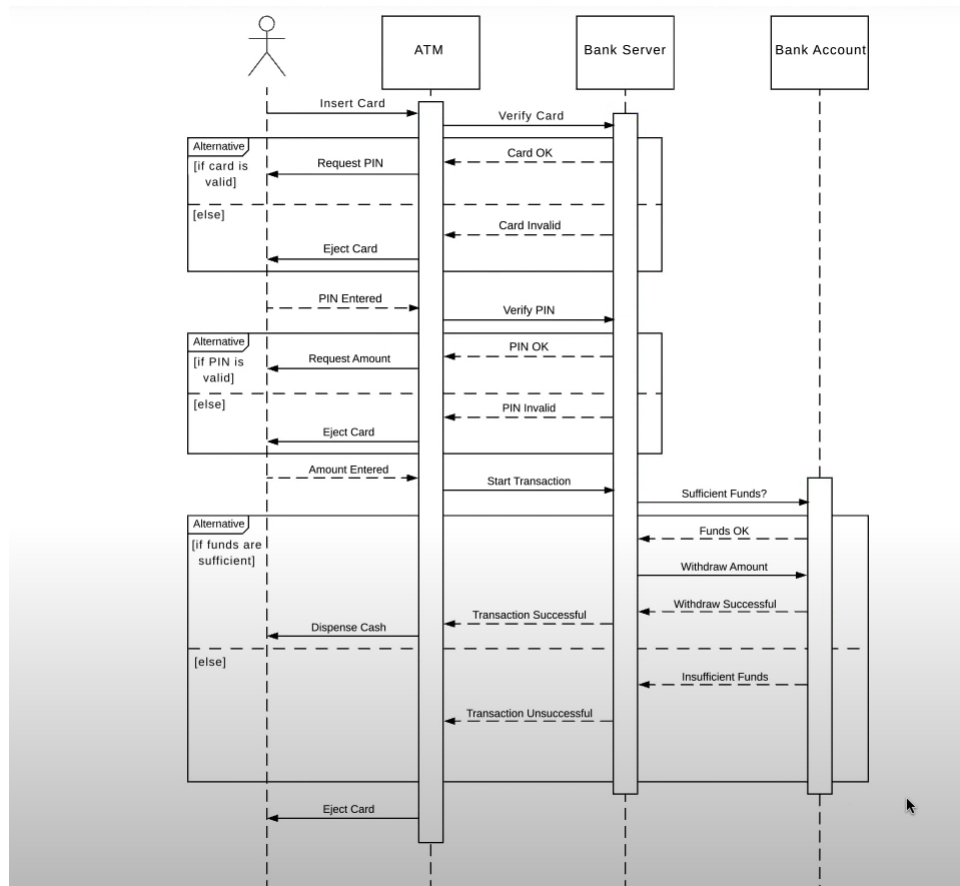 ATM
Bank Server
Bank Account
Insert Card
Verify Card
Alternative
[if card is
valid]
Card OK
Request PIN
[else]
Card Invalid
Eject Card
PIN Entered
Verify PIN
Alternative
[if PIN is
valid]
PIN OK
Request Amount
[else]
PIN Invalid
Eject Card
Amount Entered
Start Transaction
Sufficient Funds?
Alternative
[if funds are
sufficient]
Funds OK
Withdraw Amount
Withdraw Successful
Transaction Successful
Dispense Cash
[else]
Insufficient Funds
Transaction Unsuccessful
Eject Card